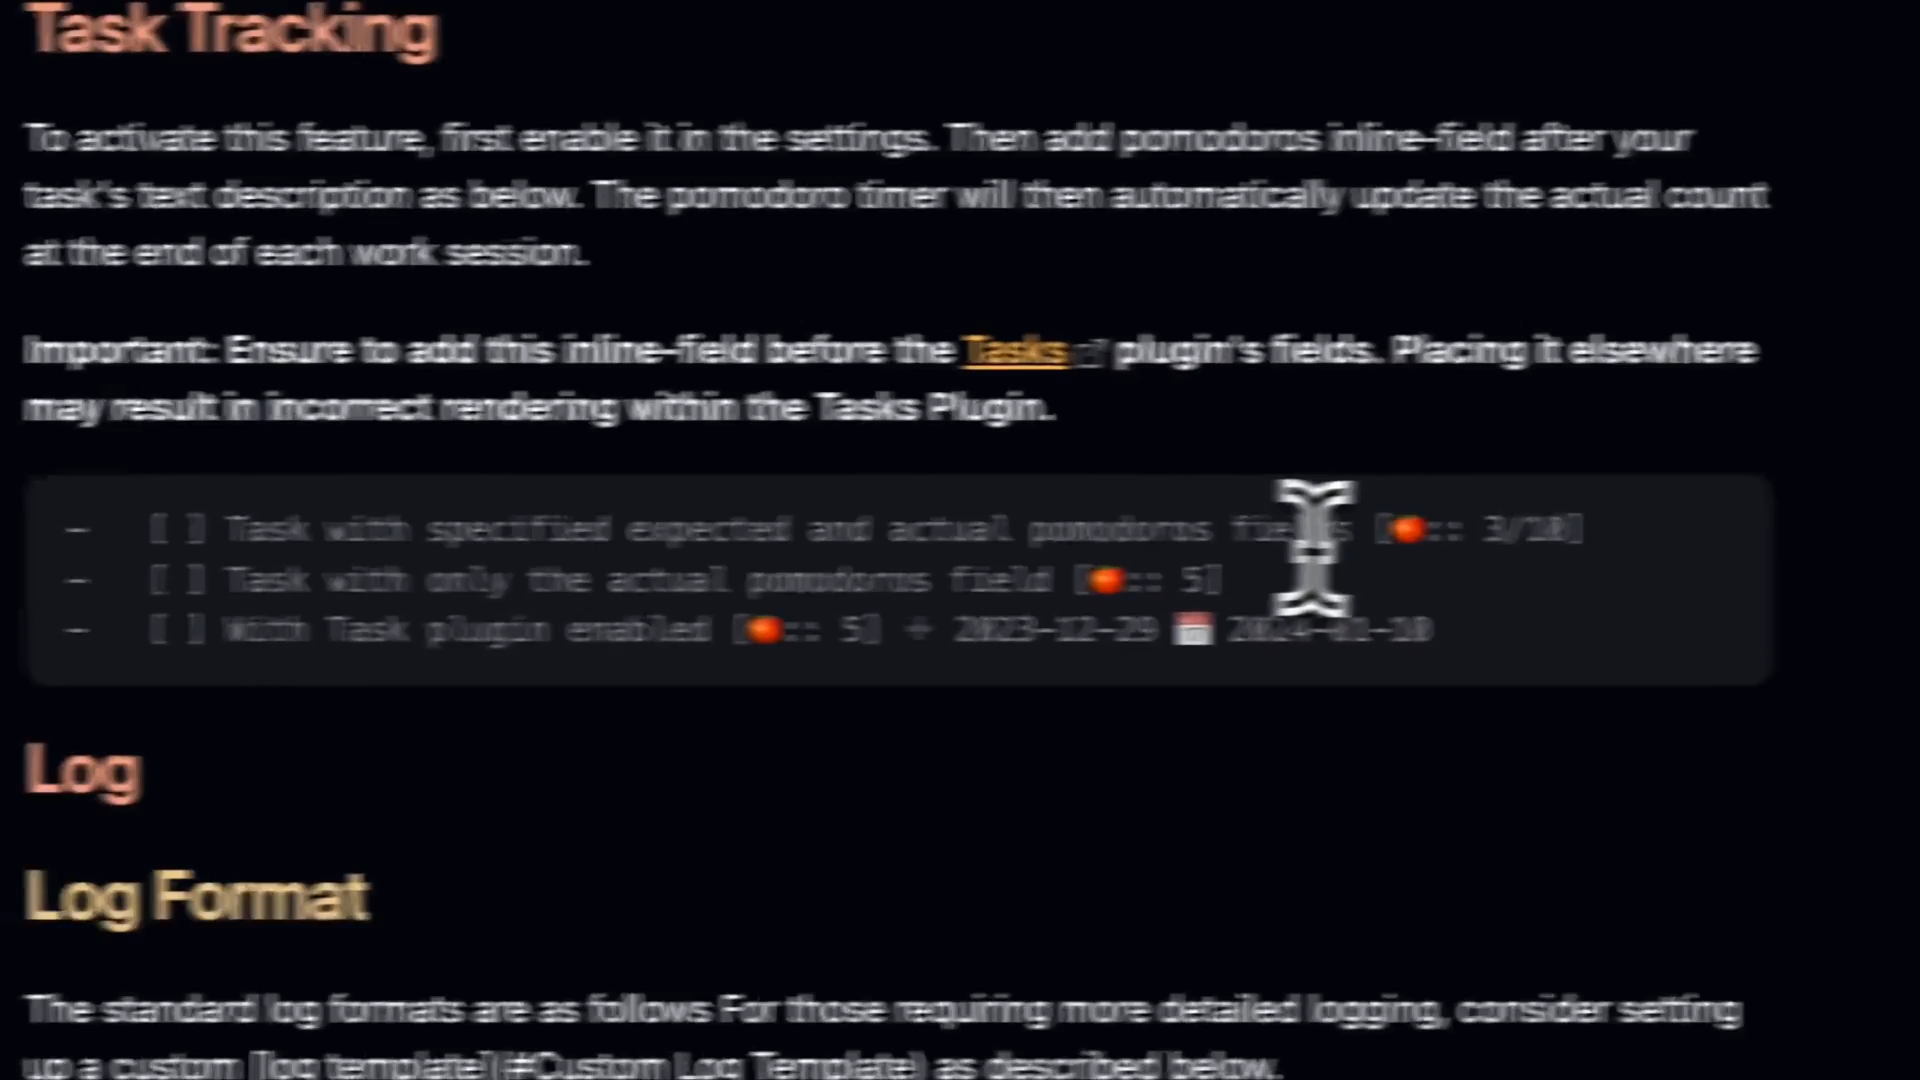 Task Tracking
To activate this feature, first enable it in the settings. Then add pomodoros inline-field after your
task's text description as below. The pomodoro timer will then automatically update the actual count
at the end of each work session.
Important: Ensure to add this inline-field before the Tasks plugin's fields. Placing it elsewhere
may result in incorrect rendering within the Tasks Plugin.
- [ ] Task with specified expected and actual pomodoros fields [🍅:: 3/10]
- [ ] Task with only the actual pomodoros field [🍅:: 5]
- [ ] With Task plugin enabled [🍅:: 5] ➕ 2023-12-29 📅 2024-01-10
Log
Log Format
The standard log formats are as follows For those requiring more detailed logging, consider setting
up a custom [log template](#Custom Log Template) as described below.